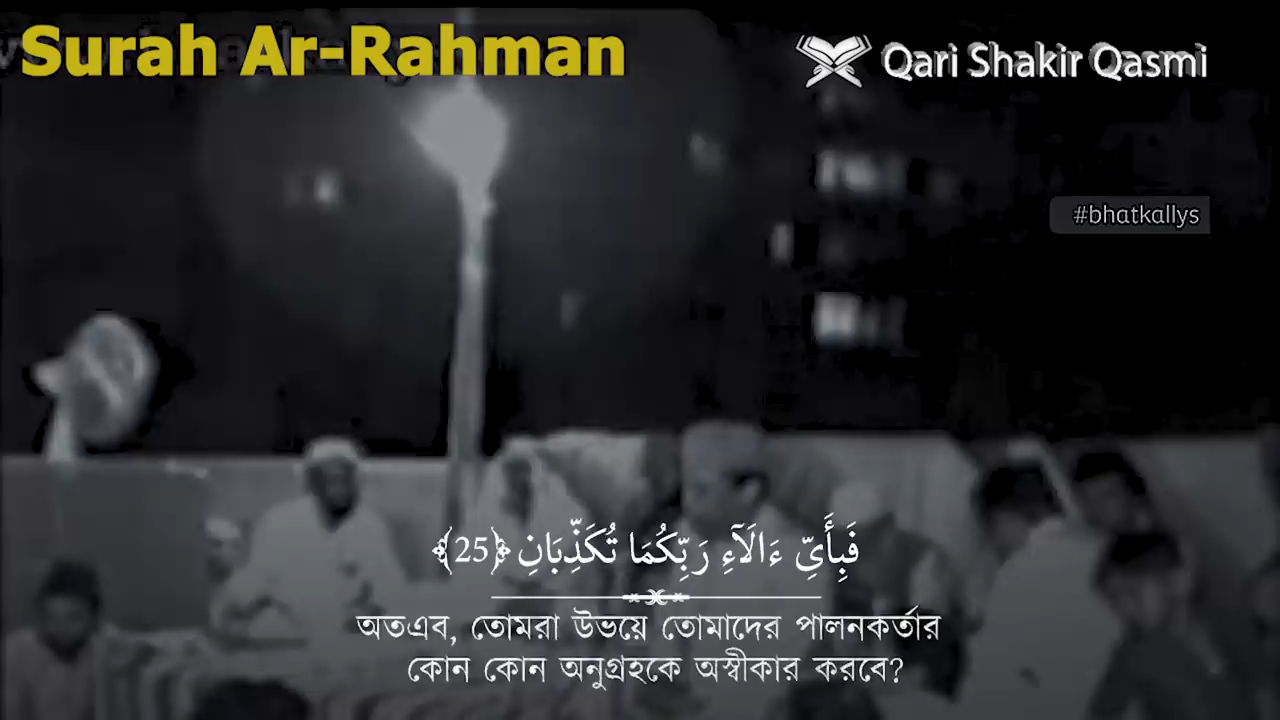 Surah Ar-Rahman
Qari Shakir Qasmi
#bhatkallys
فَبِأَيِّ ءَالَآءِ رَبِّكُمَا تُكَذِّبَانِ ﴿25﴾
অতএব, তোমরা উভয়ে তোমাদের পালনকর্তার
কোন কোন অনুগ্রহকে অস্বীকার করবে?